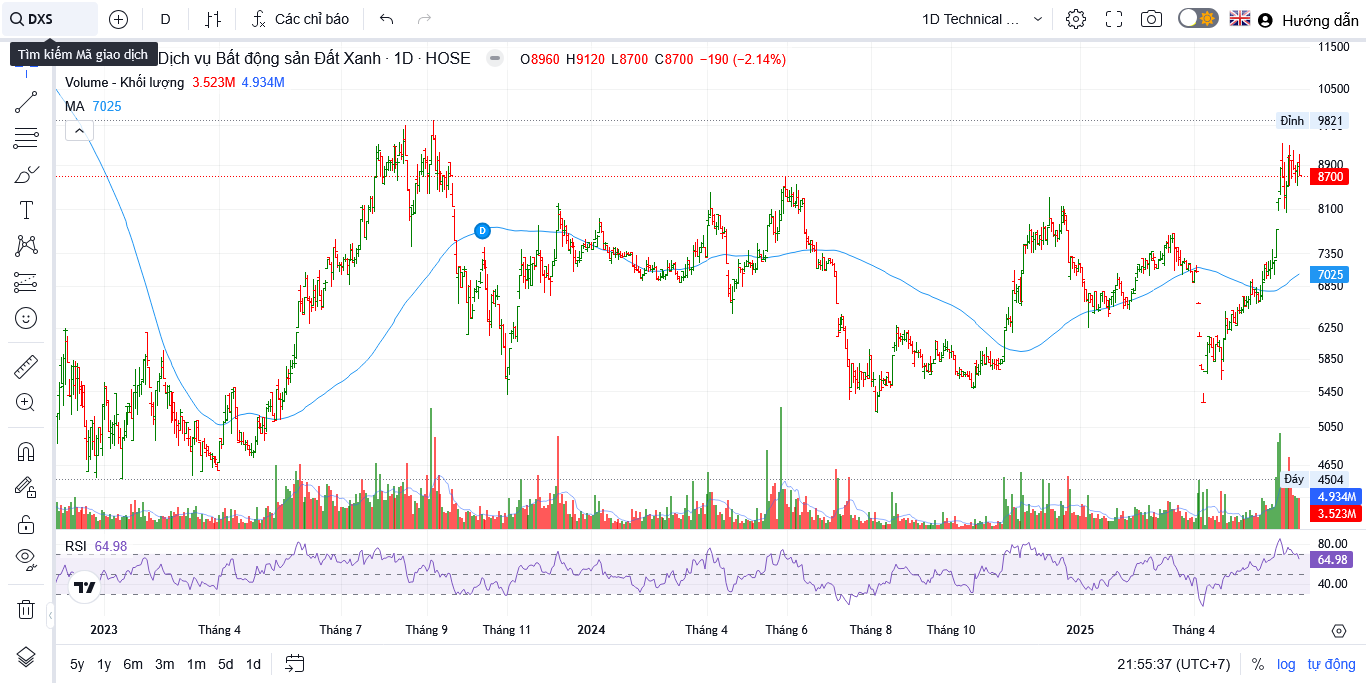 DXS D Các chỉ báo 1D Technical ... Hướng dẫn
Tìm kiếm Mã giao dịch
Dịch vụ Bất động sản Đất Xanh · 1D · HOSE O8960 H9120 L8700 C8700 −190 (−2.14%)
Volume - Khối lượng 3.523M 4.934M
MA 7025
11500
10500
Đỉnh 9821
8900
8700
8100
D
7350
7025
6850
6250
5850
5450
5050
4650
Đáy 4504
4.934M
3.523M
RSI 64.98
80.00
64.98
40.00
2023 Tháng 4 Tháng 7 Tháng 9 Tháng 11 2024 Tháng 4 Tháng 6 Tháng 8 Tháng 10 2025 Tháng 4
5y 1y 6m 3m 1m 5d 1d 21:55:37 (UTC+7) % log tự động